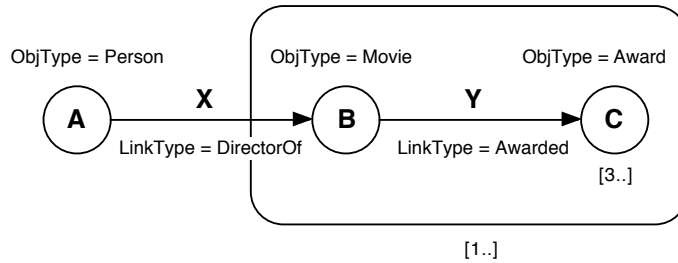 ObjType = Person
ObjType = Movie
ObjType = Award
X
Y
A
B
C
LinkType = DirectorOf
LinkType = Awarded
[3..]
[1..]